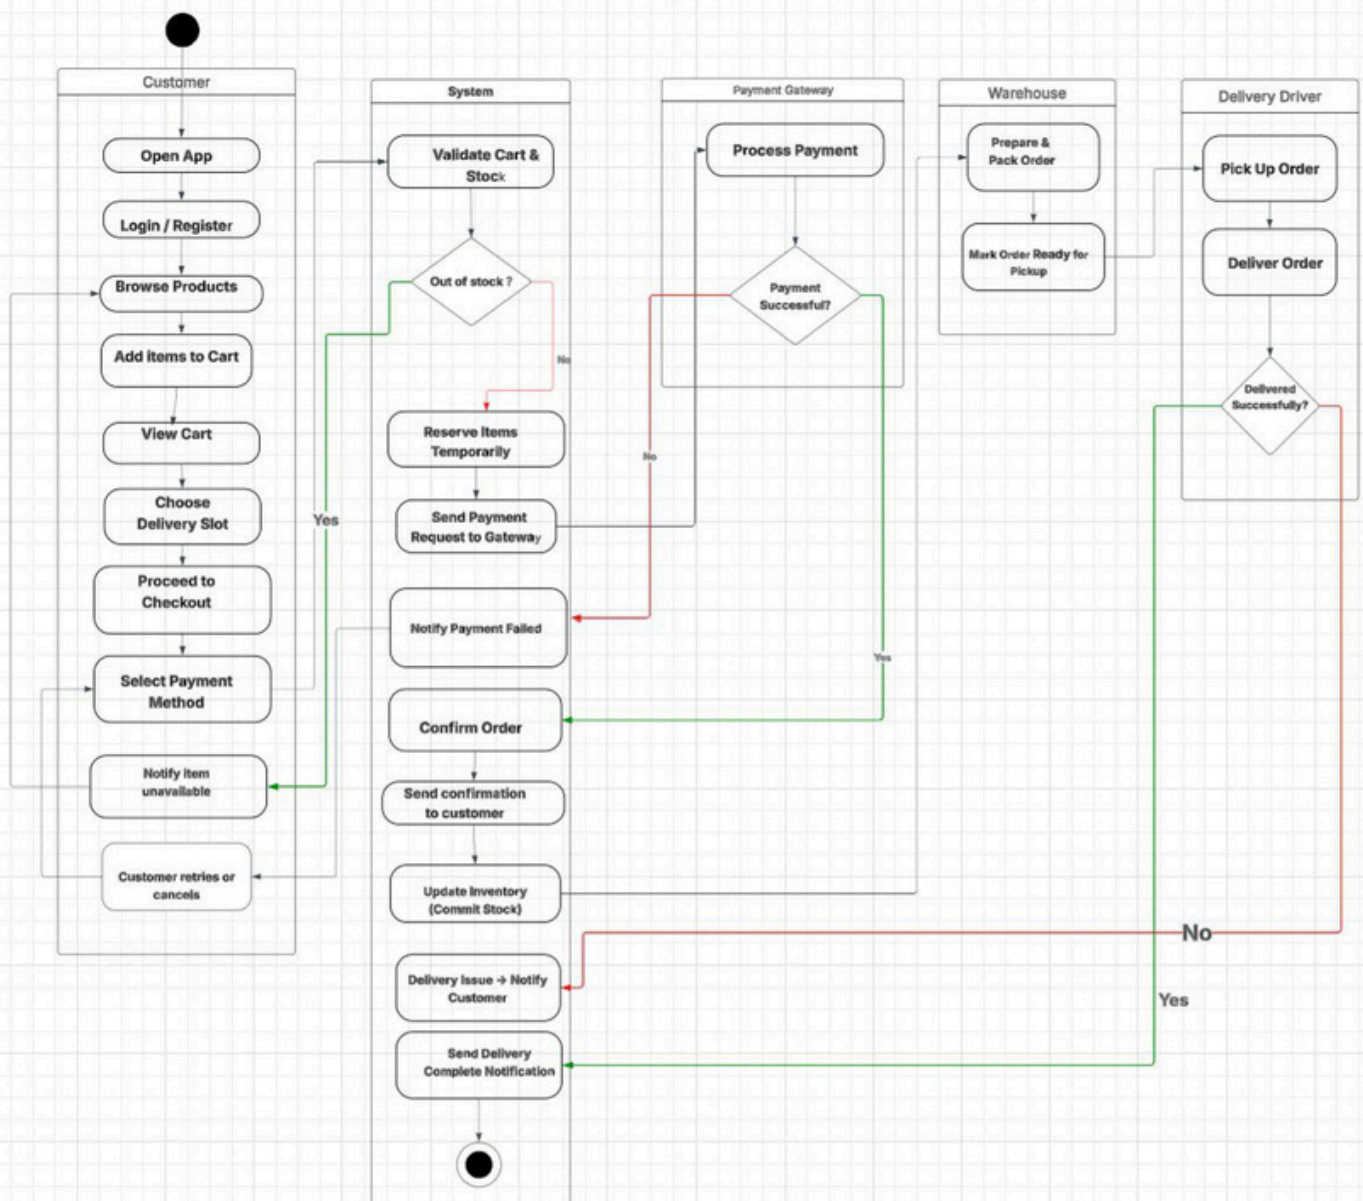 Customer
Open App
Login / Register
Browse Products
Add items to Cart
View Cart
Choose
Delivery Slot
Proceed to
Checkout
Select Payment
Method
Notify item
unavailable
Customer retries or
cancels
Yes
System
Validate Cart &
Stock
Out of stock ?
No
Reserve Items
Temporarily
Send Payment
Request to Gateway
Notify Payment Failed
Confirm Order
Send confirmation
to customer
Update Inventory
(Commit Stock)
Delivery Issue → Notify
Customer
Send Delivery
Complete Notification
Payment Gateway
Process Payment
Payment
Successful?
No
Yes
Warehouse
Prepare &
Pack Order
Mark Order Ready for
Pickup
Delivery Driver
Pick Up Order
Deliver Order
Delivered
Successfully?
No
Yes